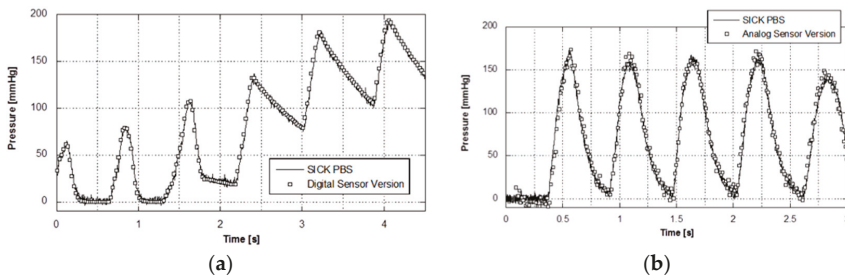 200
150
100
50
0
Pressure [mmHg]
SICK PBS
Digital Sensor Version
0 1 2 3 4
Time [s]
(a)
200
150
100
50
0
Pressure [mmHg]
SICK PBS
Analog Sensor Version
0 0.5 1 1.5 2 2.5 3
Time [s]
(b)